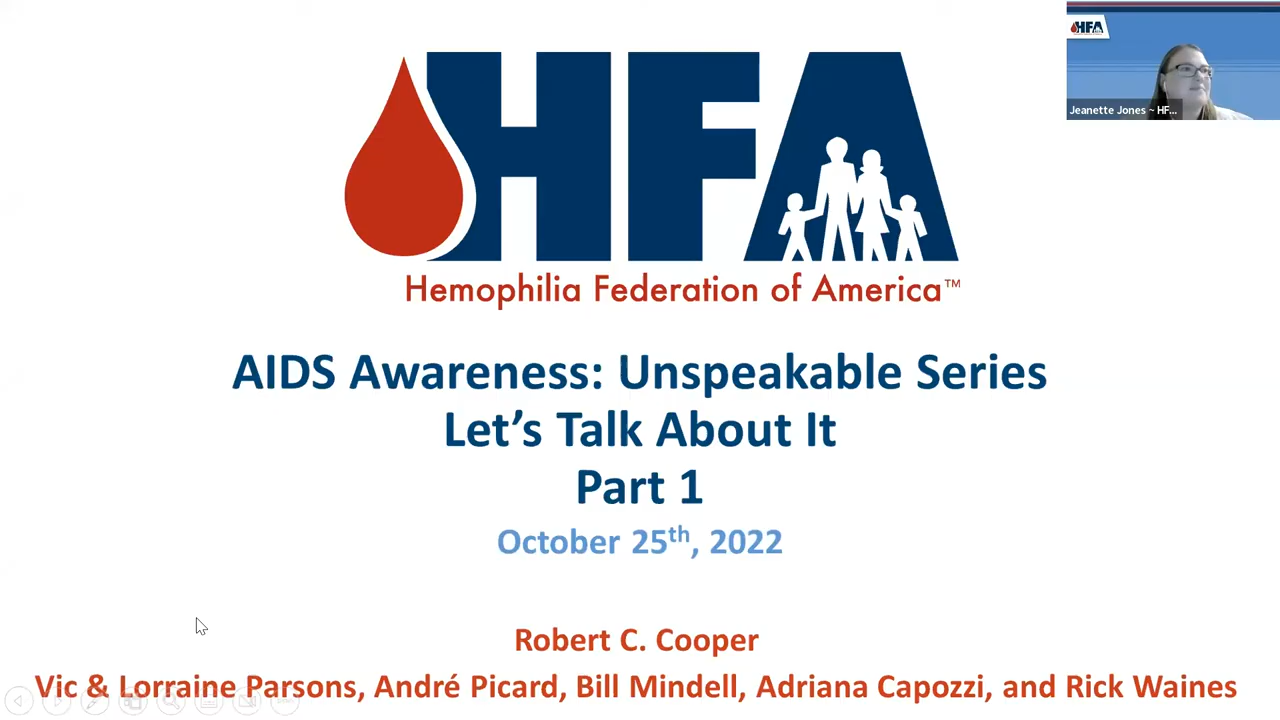 HFA
HFA
Jeanette Jones ~ HF...
Hemophilia Federation of America™
AIDS Awareness: Unspeakable Series
Let's Talk About It
Part 1
October 25th, 2022
Robert C. Cooper
Vic & Lorraine Parsons, André Picard, Bill Mindell, Adriana Capozzi, and Rick Waines